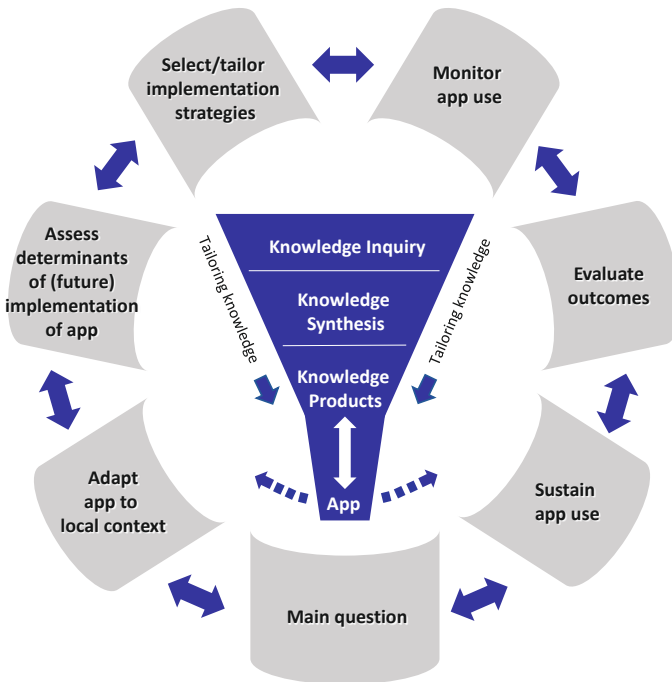 Select/tailor
implementation
strategies
Monitor
app use
Assess
determinants
of (future)
implementation
of app
Tailoring knowledge
Knowledge Inquiry
Knowledge
Synthesis
Knowledge
Products
App
Tailoring knowledge
Evaluate
outcomes
Adapt
app to
local context
Sustain
app use
Main question